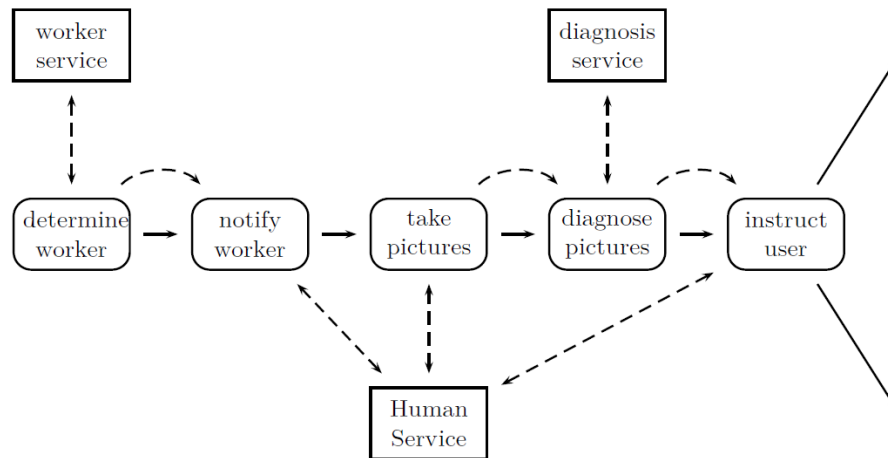 worker
service
diagnosis
service
determine
worker
notify
worker
take
pictures
diagnose
pictures
instruct
user
Human
Service